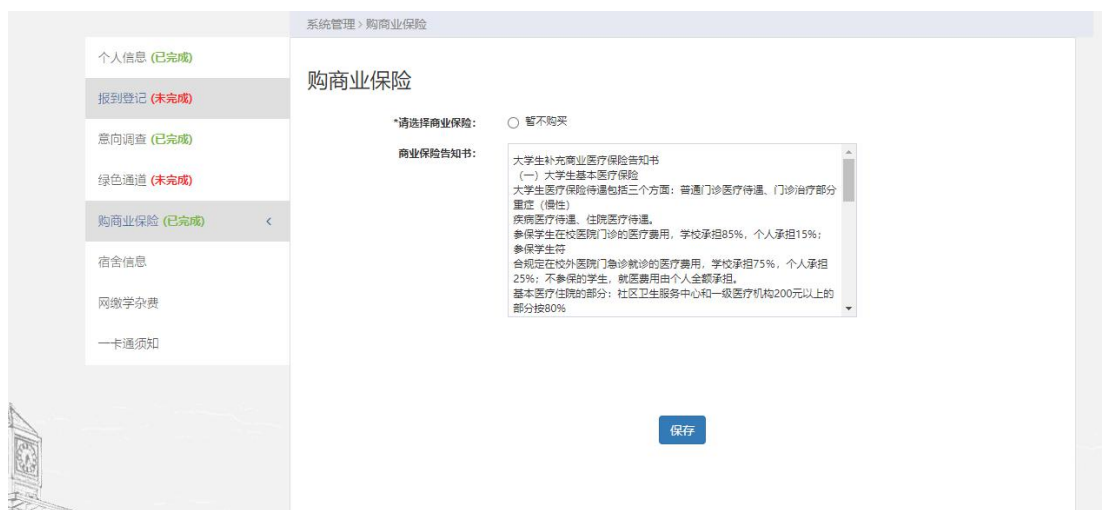 系统管理 > 购商业保险
个人信息 (已完成)
报到登记 (未完成)
意向调查 (已完成)
绿色通道 (未完成)
购商业保险 (已完成) <
宿舍信息
网缴学杂费
一卡通须知
购商业保险
*请选择商业保险: 暂不购买
商业保险告知书:
大学生补充商业医疗保险告知书
(一) 大学生基本医疗保险
大学生医疗保险待遇包括三个方面:普通门诊医疗待遇、门诊治疗部分
重症(慢性)
疾病医疗待遇、住院医疗待遇。
参保学生在校医院门诊的医疗费用,学校承担85%,个人承担15%;
参保学生符
合规定在校外医院门急诊就诊的医疗费用,学校承担75%,个人承担
25%;不参保的学生,就医费用由个人全额承担。
基本医疗住院的部分:社区卫生服务中心和一级医疗机构200元以上的
部分按80%
保存